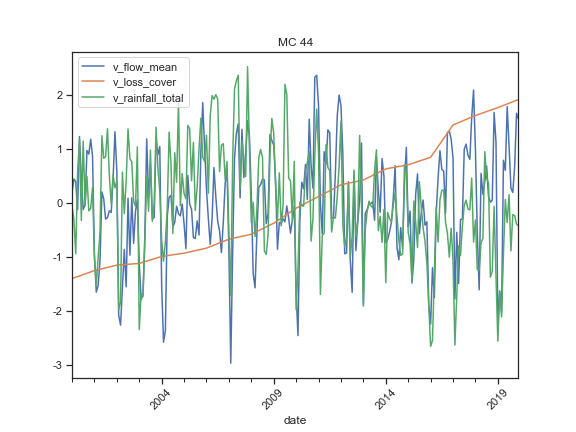 MC 44
v_flow_mean
v_loss_cover
v_rainfall_total
2
1
0
-1
-2
-3
2004
2009
2014
2019
date